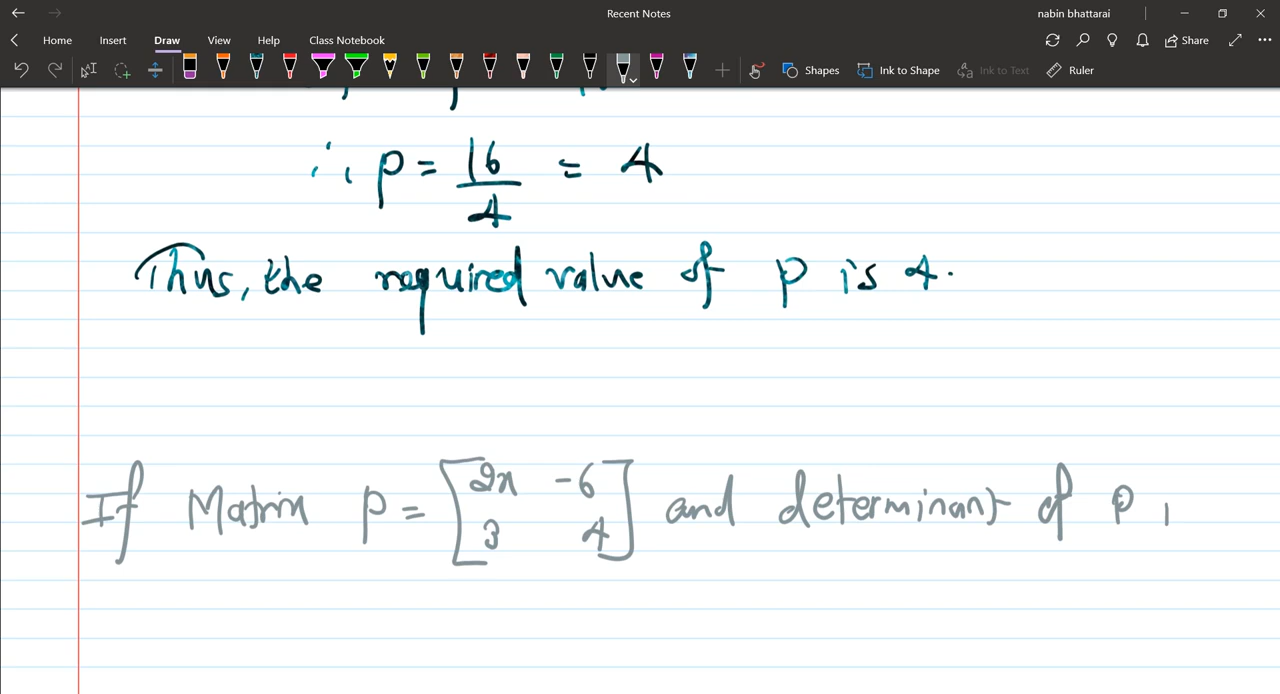 Recent Notes
nabin bhattarai
Home Insert Draw View Help Class Notebook
Share
Shapes Ink to Shape Ink to Text Ruler
∴, p = 16/4 = 4
Thus, the required value of p is 4.
If Matrix P = [2x -6
3 4] and determinant of P,